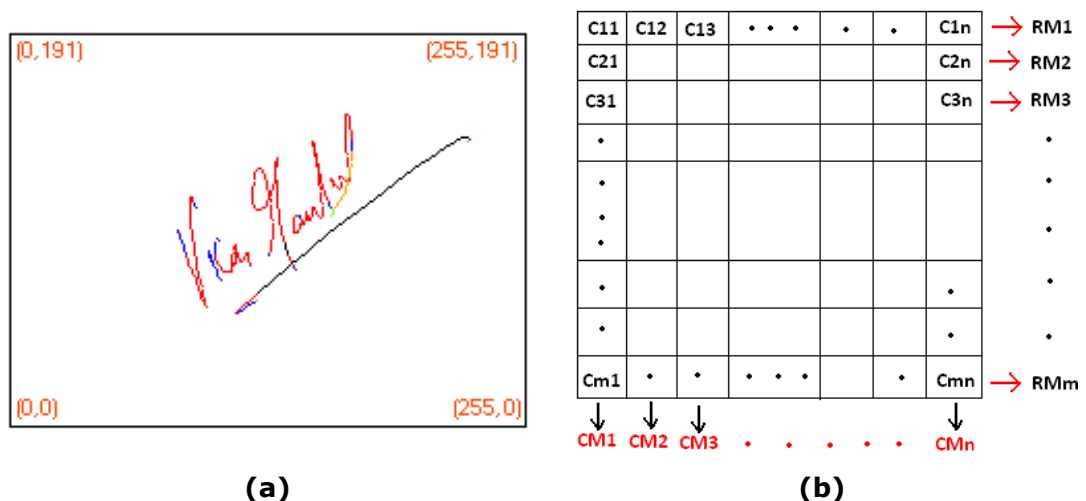 (0,191) (255,191)
(0,0) (255,0)
(a)
C11 C12 C13 • • • • • C1n → RM1
C21 C2n → RM2
C31 C3n → RM3
Cm1 • • • • • • Cmn → RMm
CM1 CM2 CM3 • • • • • CMn
(b)